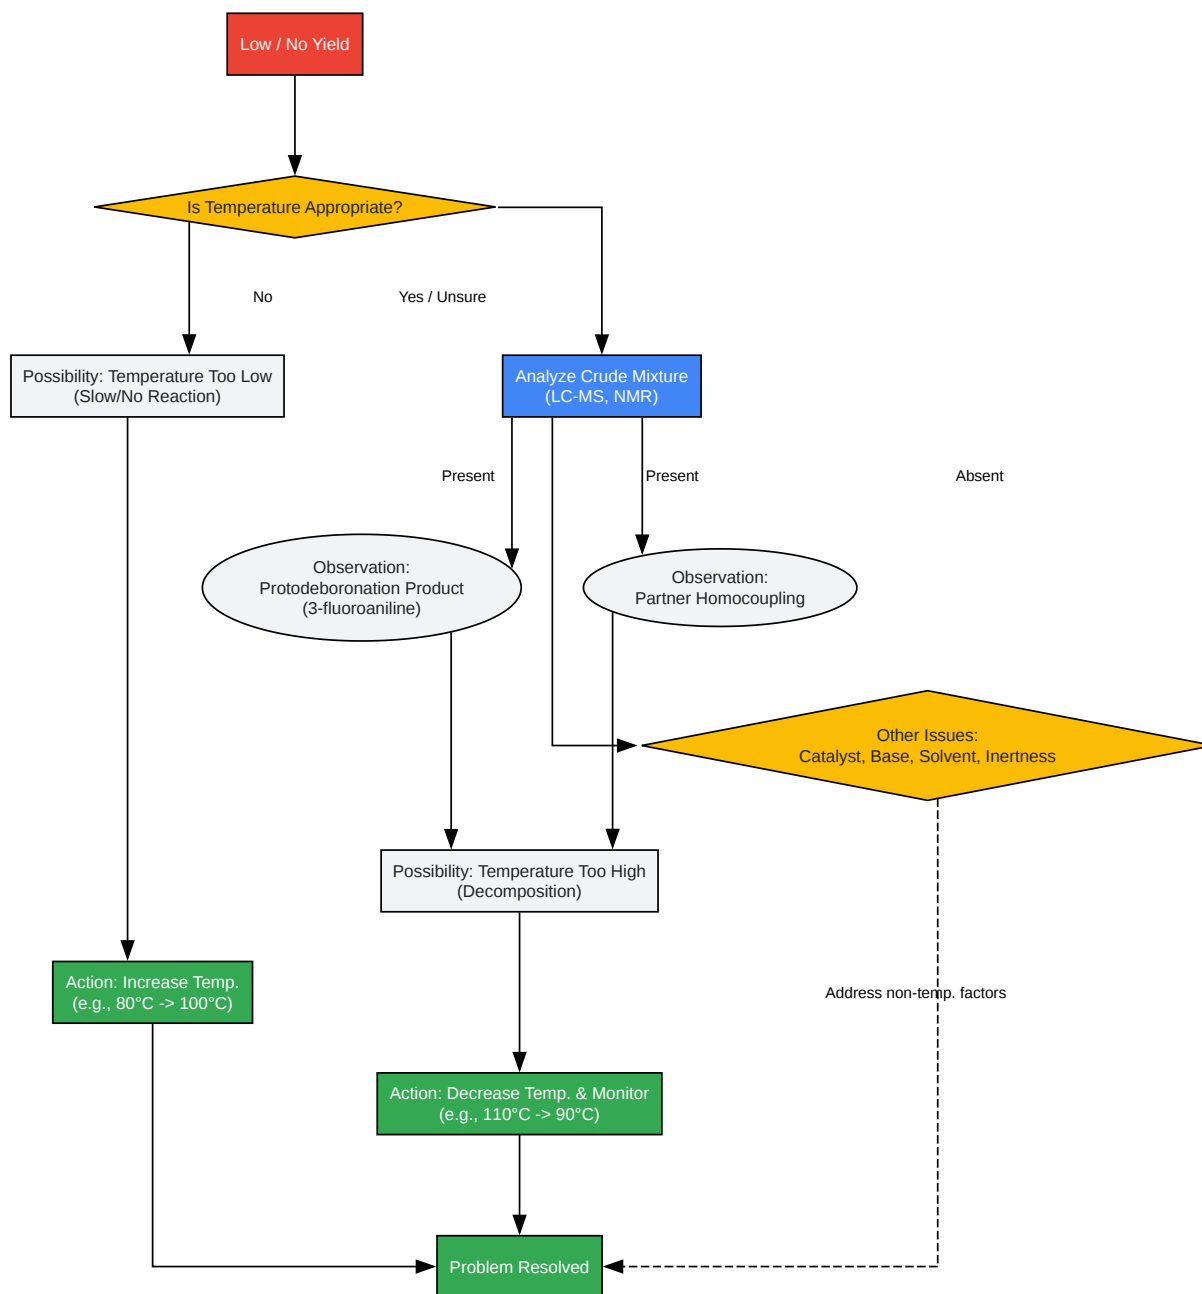 Low / No Yield
Is Temperature Appropriate?
No
Yes / Unsure
Possibility: Temperature Too Low
(Slow/No Reaction)
Analyze Crude Mixture
(LC-MS, NMR)
Present
Present
Absent
Observation:
Protodeboronation Product
(3-fluoroaniline)
Observation:
Partner Homocoupling
Other Issues:
Catalyst, Base, Solvent, Inertness
Possibility: Temperature Too High
(Decomposition)
Action: Increase Temp.
(e.g., 80°C -> 100°C)
Address non-temp. factors
Action: Decrease Temp. & Monitor
(e.g., 110°C -> 90°C)
Problem Resolved